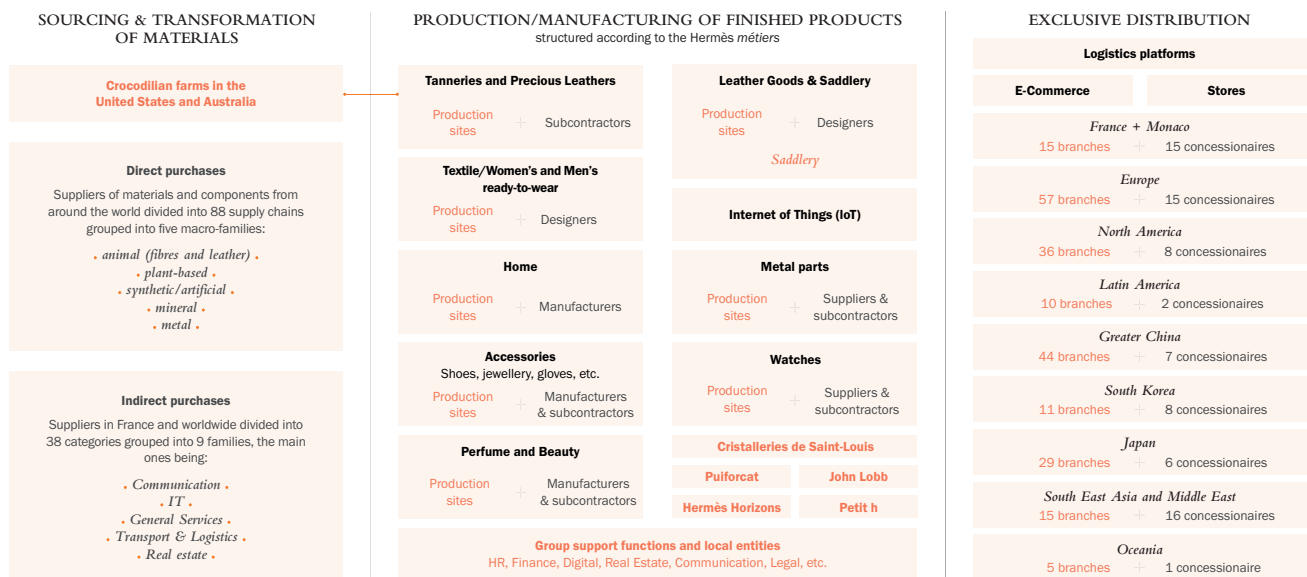 SOURCING & TRANSFORMATION
OF MATERIALS
Crocodilian farms in the
United States and Australia
Direct purchases
Suppliers of materials and components from
around the world divided into 88 supply chains
grouped into five macro-families:
• animal (fibres and leather) •
• plant-based •
• synthetic/artificial •
• mineral •
• metal •
Indirect purchases
Suppliers in France and worldwide divided into
38 categories grouped into 9 families, the main
ones being:
• Communication •
• IT •
• General Services •
• Transport & Logistics •
• Real estate •
PRODUCTION/MANUFACTURING OF FINISHED PRODUCTS
structured according to the Hermès métiers
Tanneries and Precious Leathers
Production
sites
+
Subcontractors
Textile/Women's and Men's
ready-to-wear
Production
sites
+
Designers
Home
Production
sites
+
Manufacturers
Accessories
Shoes, jewellery, gloves, etc.
Production
sites
+
Manufacturers
& subcontractors
Perfume and Beauty
Production
sites
+
Manufacturers
& subcontractors
Leather Goods & Saddlery
Production
sites
+
Designers
Saddlery
Internet of Things (IoT)
Metal parts
Production
sites
+
Suppliers &
subcontractors
Watches
Production
sites
+
Suppliers &
subcontractors
Cristalleries de Saint-Louis
Puiforcat
John Lobb
Hermès Horizons
Petit h
Group support functions and local entities
HR, Finance, Digital, Real Estate, Communication, Legal, etc.
EXCLUSIVE DISTRIBUTION
Logistics platforms
E-Commerce
Stores
France + Monaco
15 branches + 15 concessionaires
Europe
57 branches + 15 concessionaires
North America
36 branches + 8 concessionaires
Latin America
10 branches + 2 concessionaires
Greater China
44 branches + 7 concessionaires
South Korea
11 branches + 8 concessionaires
Japan
29 branches + 6 concessionaires
South East Asia and Middle East
15 branches + 16 concessionaires
Oceania
5 branches + 1 concessionaire